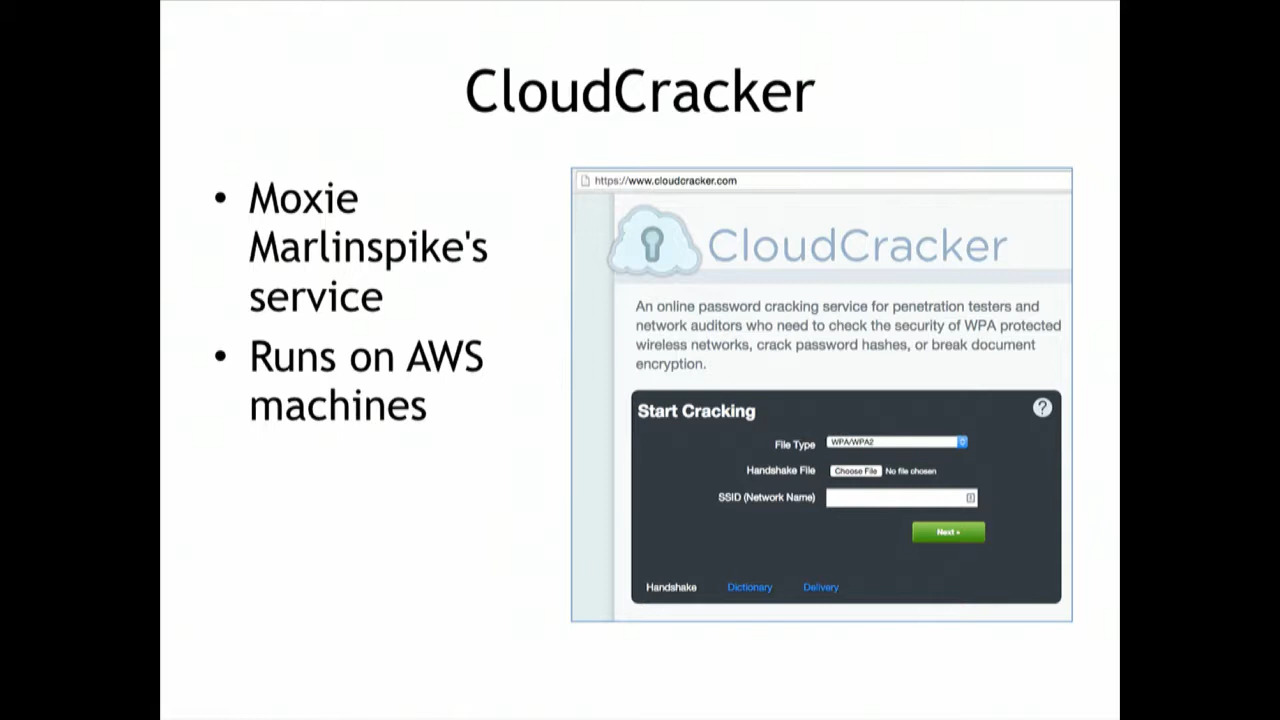 CloudCracker
• Moxie
Marlinspike's
service
• Runs on AWS
machines
https://www.cloudcracker.com
CloudCracker
An online password cracking service for penetration testers and
network auditors who need to check the security of WPA protected
wireless networks, crack password hashes, or break document
encryption.
Start Cracking
?
File Type WPA/WPA2
Handshake File Choose File No file chosen
SSID (Network Name)
Next »
Handshake Dictionary Delivery